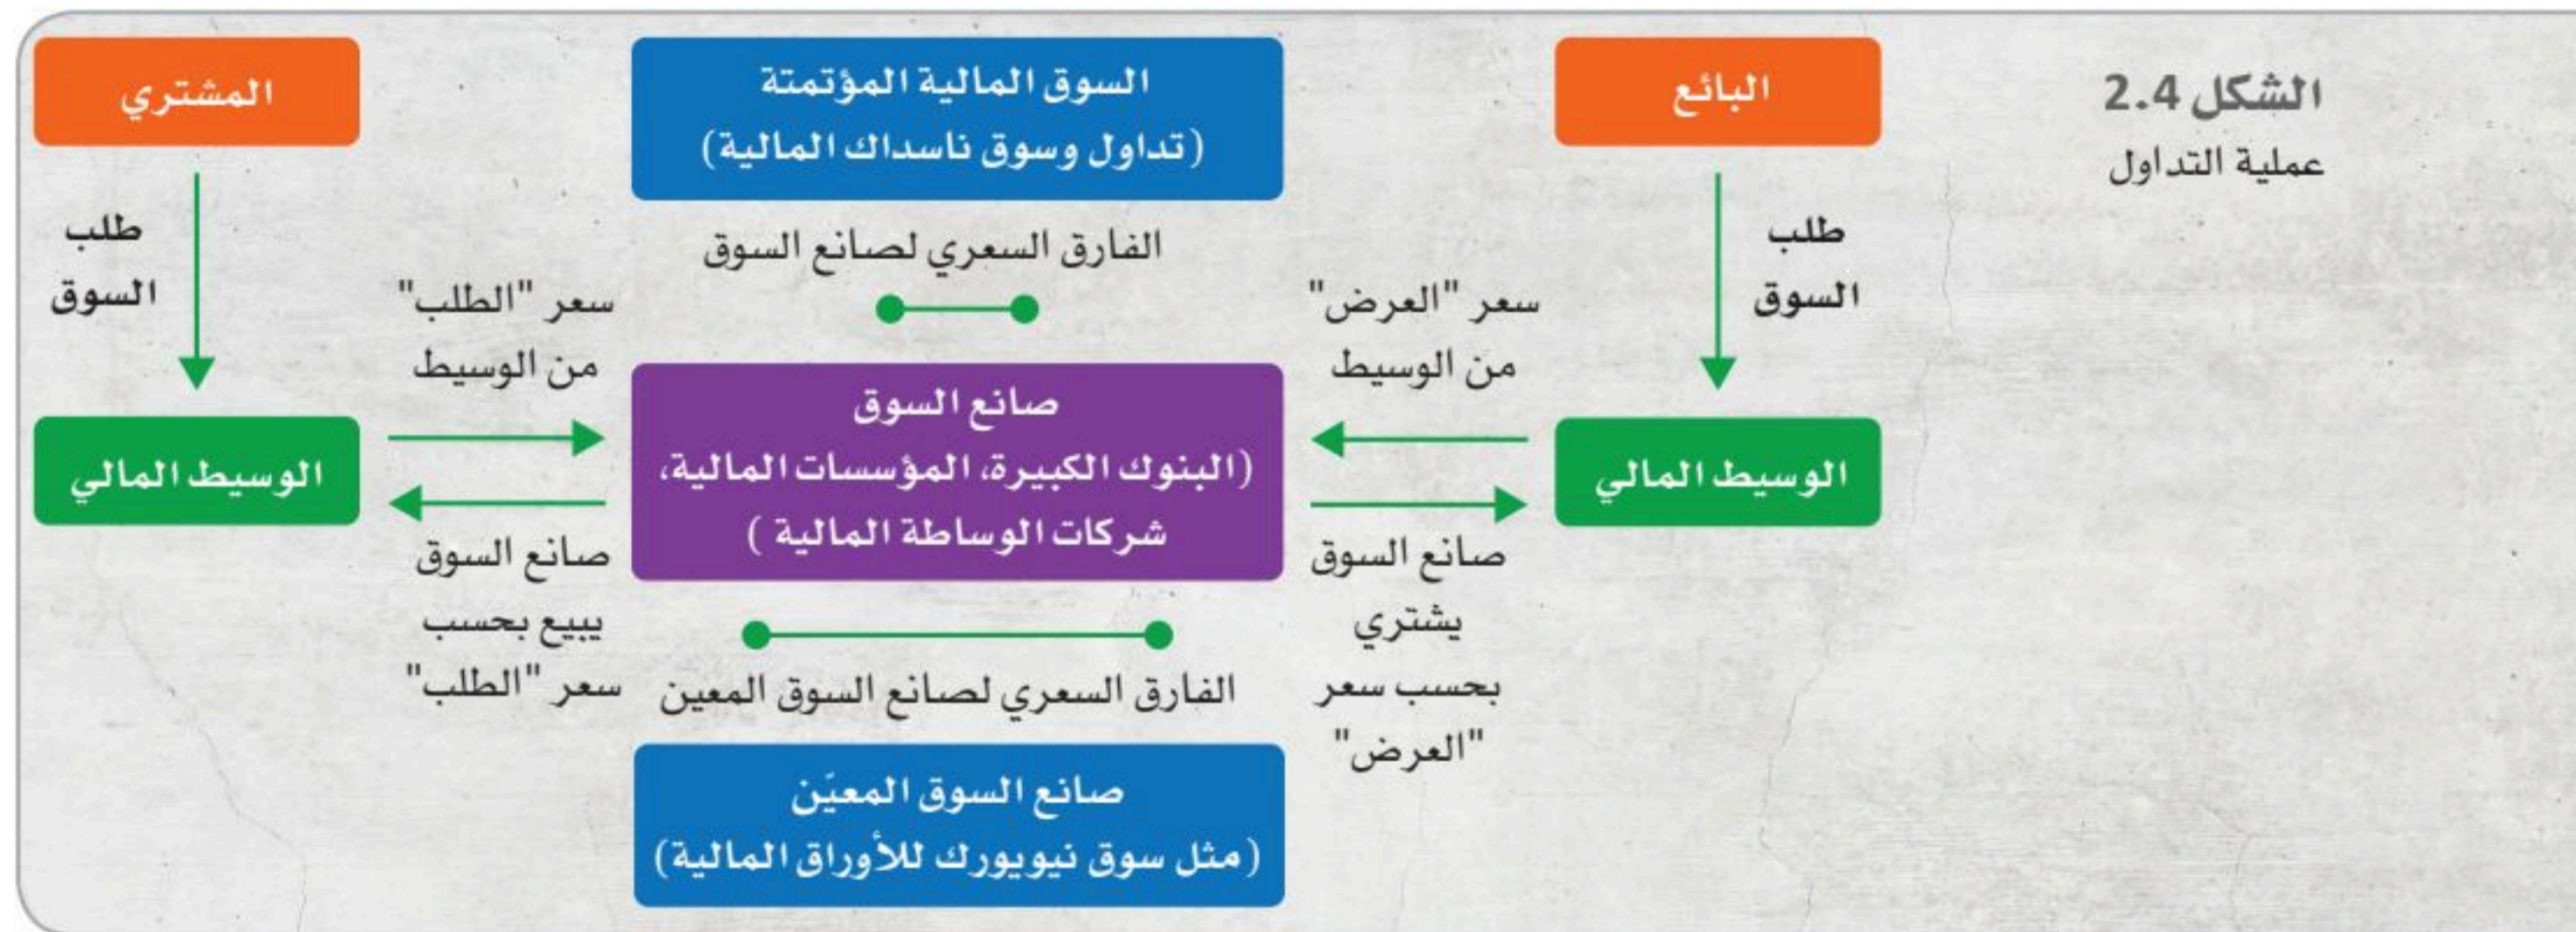 الشكل 2.4
عملية التداول
البائع
طلب
السوق
الوسيط المالي
سعر "العرض"
من الوسيط
صانع السوق
يشتري
بحسب سعر
"العرض"
السوق المالية المؤتمتة
(تداول وسوق ناسداك المالية)
الفارق السعري لصانع السوق
صانع السوق
(البنوك الكبيرة، المؤسسات المالية،
شركات الوساطة المالية )
الفارق السعري لصانع السوق المعين
صانع السوق المعيّن
(مثل سوق نيويورك للأوراق المالية)
سعر "الطلب"
من الوسيط
صانع السوق
يبيع بحسب
سعر "الطلب"
المشتري
طلب
السوق
الوسيط المالي